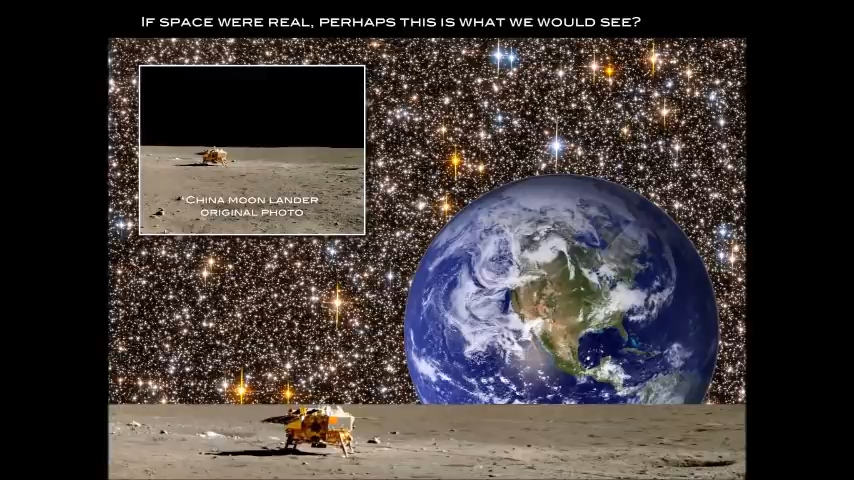 If space were real, perhaps this is what we would see?
*China moon lander
original photo